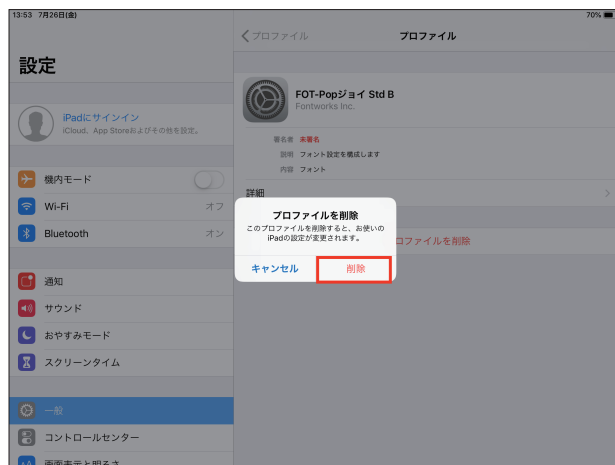 13:53 7月26日(金)
70%
設定
iPadにサインイン
iCloud、App Storeおよびその他を設定。
機内モード
Wi-Fi
オフ
Bluetooth
オン
通知
サウンド
おやすみモード
スクリーンタイム
一般
コントロールセンター
画面表示と明るさ
プロファイル
プロファイル
FOT-Popジョイ Std B
Fontworks Inc.
署名者 未署名
説明 フォント設定を構成します
内容 フォント
詳細
プロファイルを削除
このプロファイルを削除すると、お使いの
iPadの設定が変更されます。
キャンセル
削除
ロファイルを削除